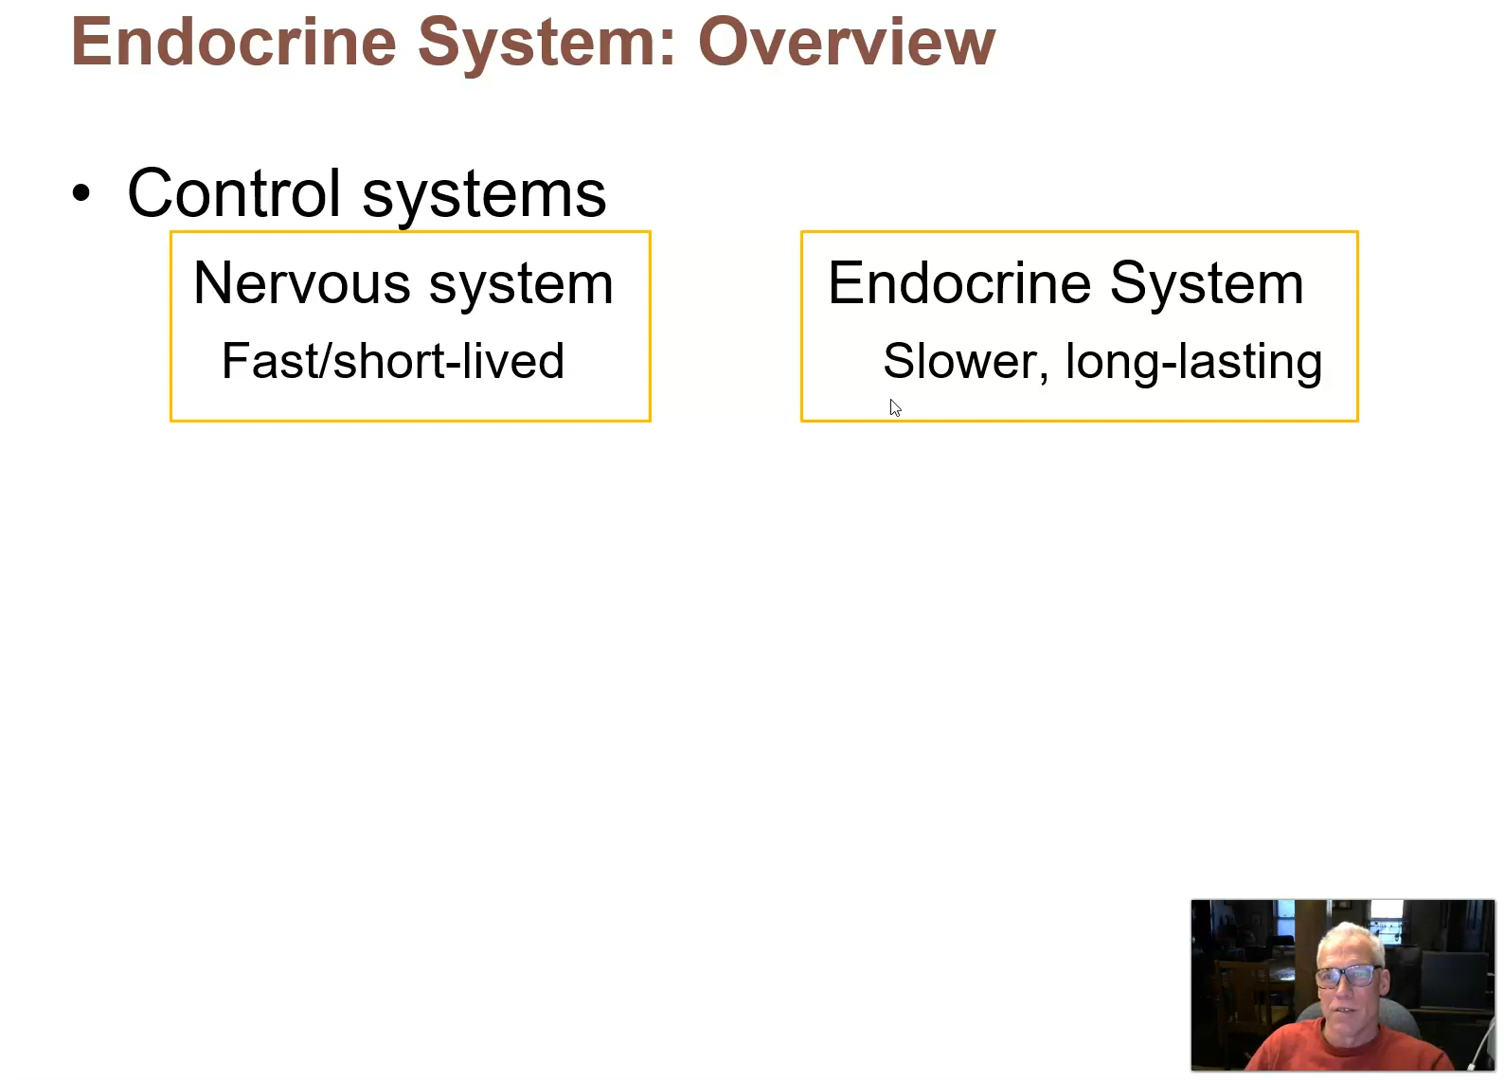 Endocrine System: Overview
• Control systems
Nervous system
Fast/short-lived
Endocrine System
Slower, long-lasting